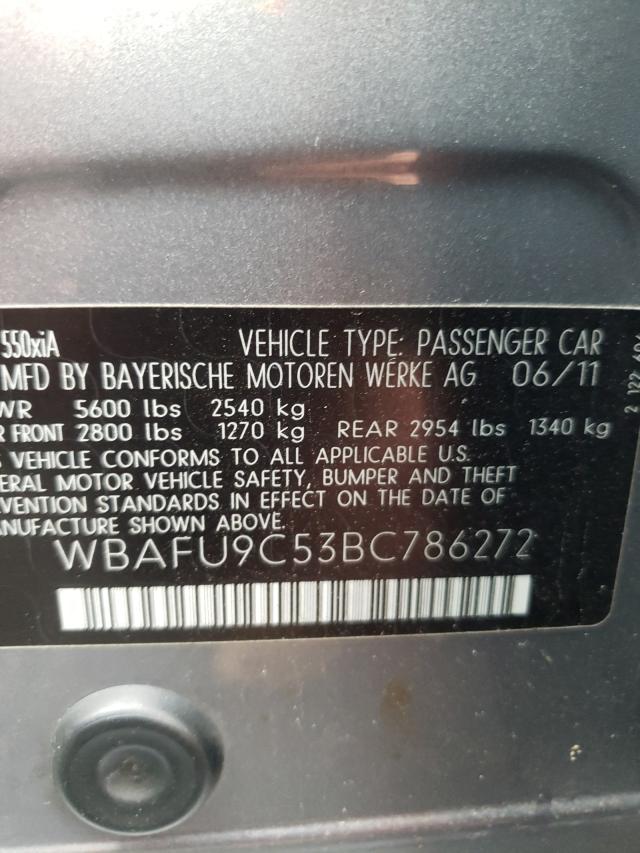 550xiA VEHICLE TYPE: PASSENGER CAR
MFD BY BAYERISCHE MOTOREN WERKE AG 06/11
WR 5600 lbs 2540 kg
R FRONT 2800 lbs 1270 kg REAR 2954 lbs 1340 kg
S VEHICLE CONFORMS TO ALL APPLICABLE U.S.
ERAL MOTOR VEHICLE SAFETY, BUMPER AND THEFT
EVENTION STANDARDS IN EFFECT ON THE DATE OF
ANUFACTURE SHOWN ABOVE.
WBAFU9C53BC786272